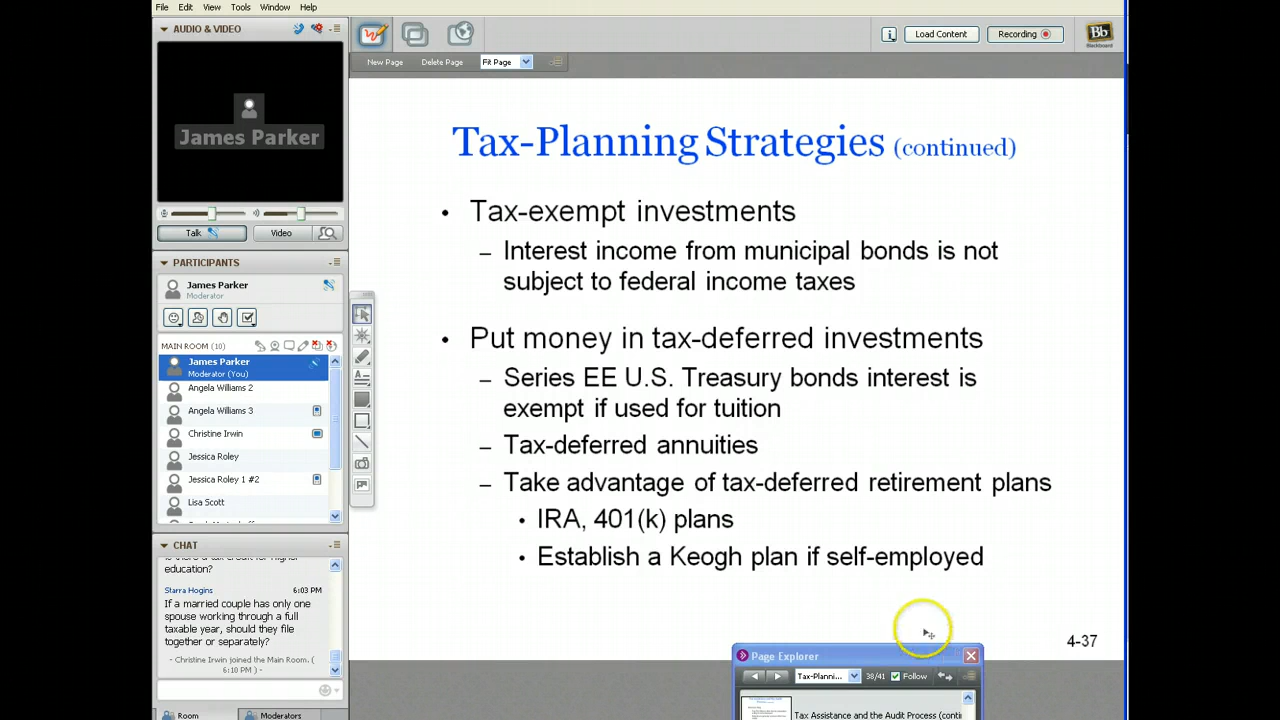 File Edit View Tools Window Help
AUDIO & VIDEO
James Parker
Talk
Video
PARTICIPANTS
James Parker
Moderator
MAIN ROOM (10)
James Parker
Moderator (You)
Angela Williams 2
Angela Williams 3
Christine Irwin
Jessica Roley
Jessica Roley 1 #2
Lisa Scott
CHAT
education?
Starra Hogins 6:03 PM
If a married couple has only one
spouse working through a full
taxable year, should they file
together or separately?
- Christine Irwin joined the Main Room. (
6:10 PM ) -
Room Moderators
Load Content
Recording
Bb
Blackboard
New Page Delete Page Fit Page
Tax-Planning Strategies (continued)
• Tax-exempt investments
– Interest income from municipal bonds is not
subject to federal income taxes
• Put money in tax-deferred investments
– Series EE U.S. Treasury bonds interest is
exempt if used for tuition
– Tax-deferred annuities
– Take advantage of tax-deferred retirement plans
• IRA, 401(k) plans
• Establish a Keogh plan if self-employed
4-37
Page Explorer
Tax-Planni... 38/41 Follow
Tax Assistance and the Audit Process (conti